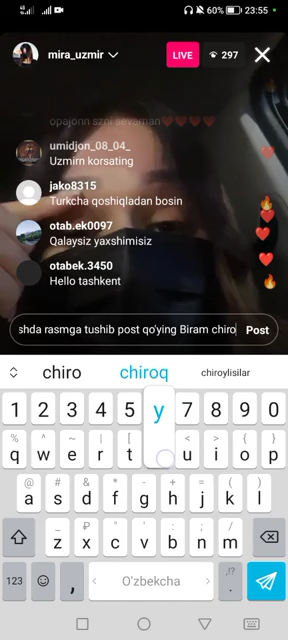 60% 23:55
mira_uzmir LIVE 297
opajonn szni sevaman❤❤❤❤
umidjon_08_04_
Uzmirn korsating
jako8315
Turkcha qoshiqladan bosin
otab.ek0097
Qalaysiz yaxshimisiz
otabek.3450
Hello tashkent
shda rasmga tushib post qo'ying Biram chiro Post
chiro chiroq chiroylisilar
1 2 3 4 5 y 7 8 9 0
% ^ ~ | [ < > { }
q w e r t u i o p
@ # & * - + = ( )
a s d f g h j k l
_ ₽ " ' : ; /
z x c v b n m
123 , O'zbekcha ,!? .